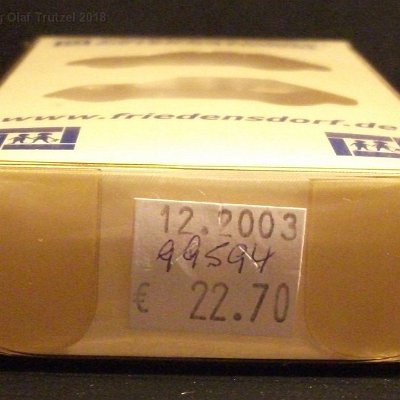 Olaf Trutzel 2018
www.friedensdorf.de
12.2003
99594
€ 22.70